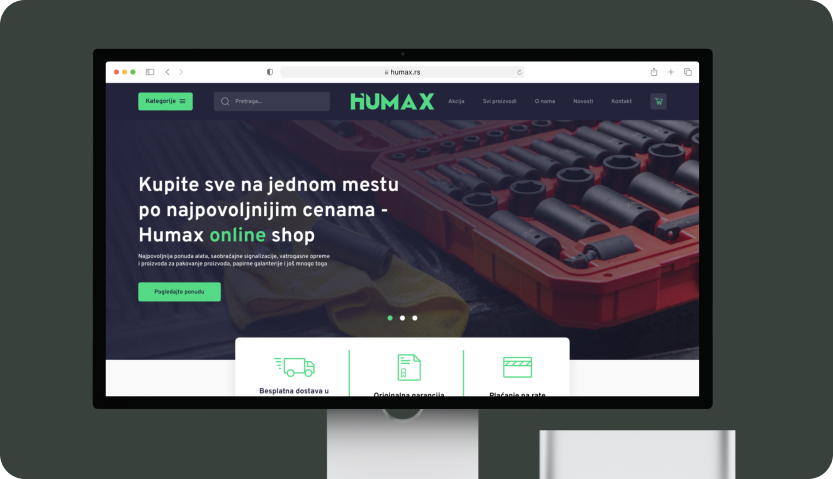 humax.rs
Kategorije
Pretraga...
HUMAX
Akcija
Svi proizvodi
O nama
Novosti
Kontakt
Kupite sve na jednom mestu
po najpovoljnijim cenama -
Humax online shop
Najpovoljnija ponuda alata, saobraćajne signalizacije, vatrogasne opreme
i proizvoda za pakovanje proizvoda, papirne galanterije i još mnogo toga
Pogledajte ponudu
Besplatna dostava u
Originalna garancija
Plaćanje na rate